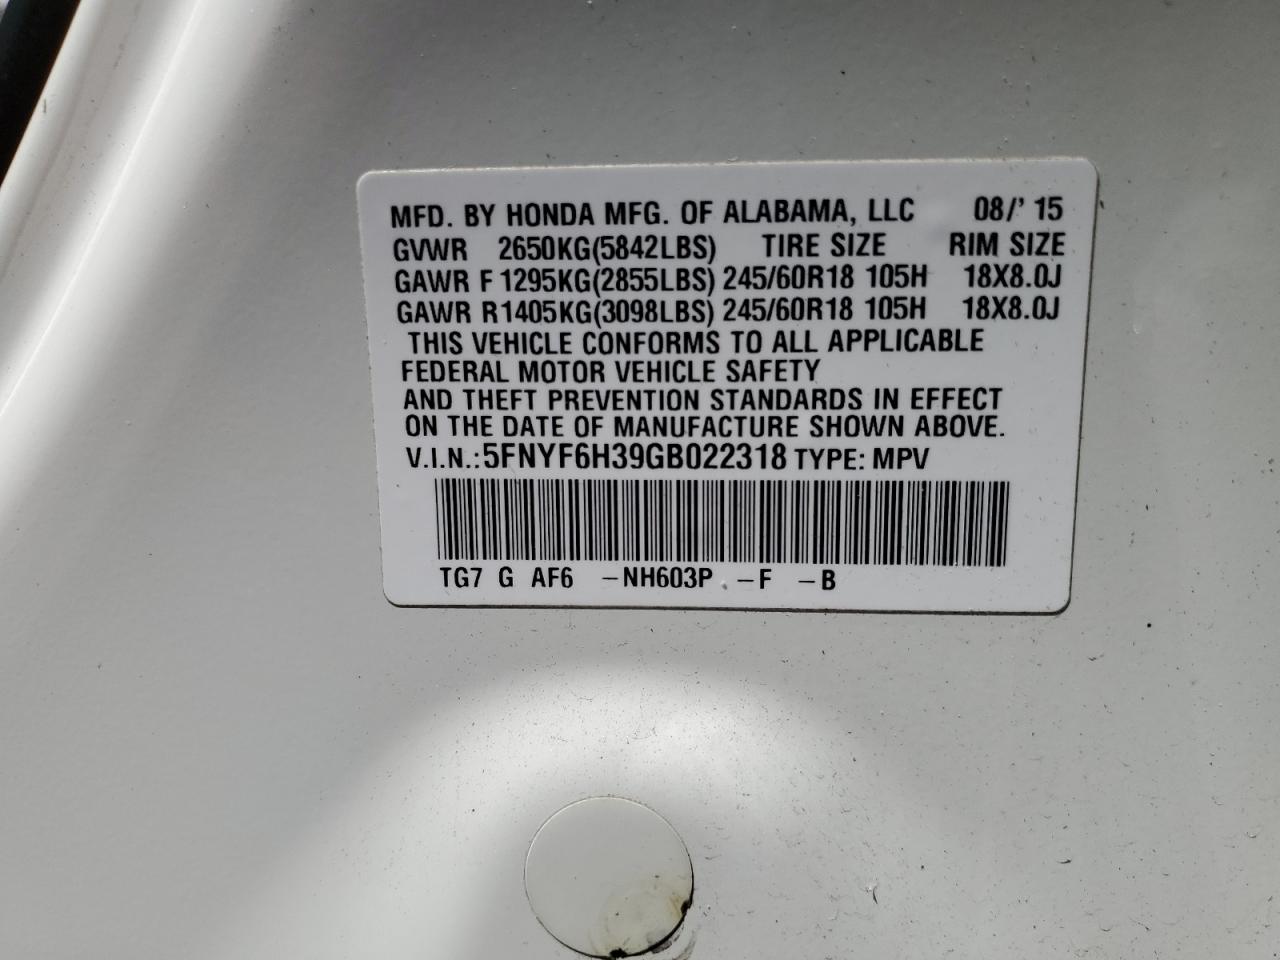 MFD. BY HONDA MFG. OF ALABAMA, LLC 08/' 15
GVWR 2650KG(5842LBS) TIRE SIZE RIM SIZE
GAWR F 1295KG(2855LBS) 245/60R18 105H 18X8.0J
GAWR R1405KG(3098LBS) 245/60R18 105H 18X8.0J
THIS VEHICLE CONFORMS TO ALL APPLICABLE
FEDERAL MOTOR VEHICLE SAFETY
AND THEFT PREVENTION STANDARDS IN EFFECT
ON THE DATE OF MANUFACTURE SHOWN ABOVE.
V.I.N.:5FNYF6H39GB022318 TYPE: MPV
TG7 G AF6 -NH603P -F -B